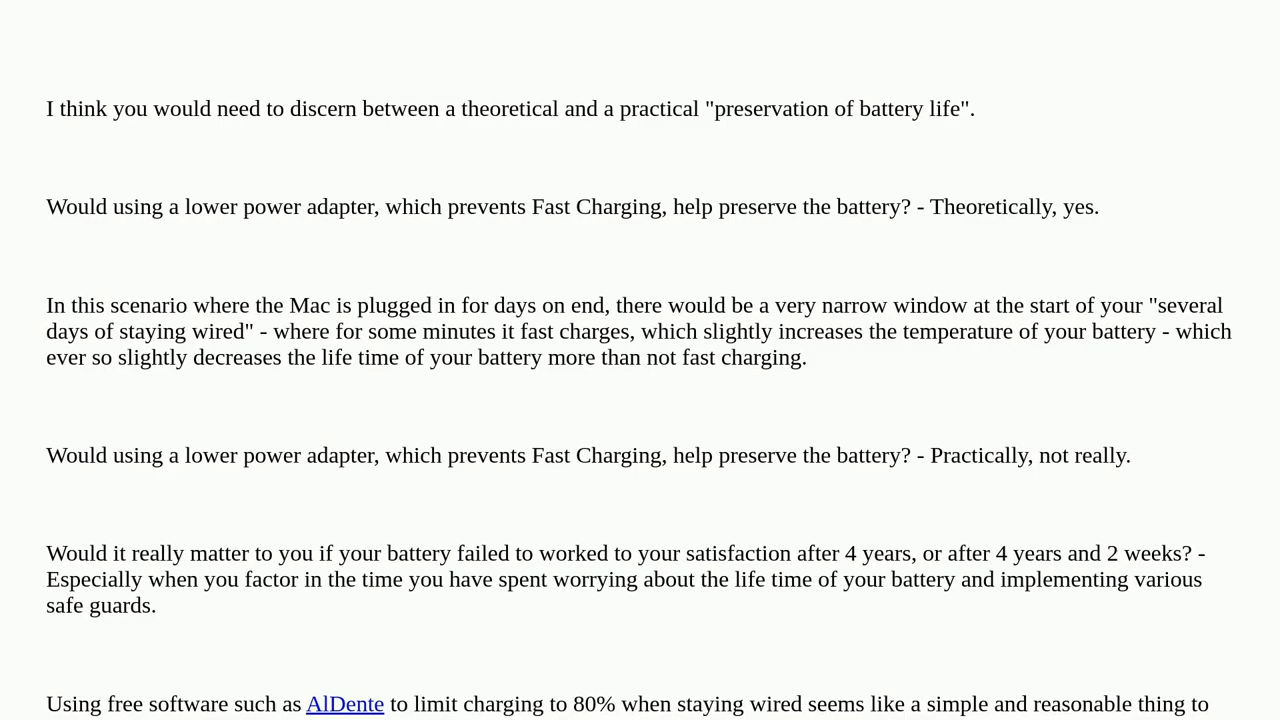 I think you would need to discern between a theoretical and a practical "preservation of battery life".
Would using a lower power adapter, which prevents Fast Charging, help preserve the battery? - Theoretically, yes.
In this scenario where the Mac is plugged in for days on end, there would be a very narrow window at the start of your "several
days of staying wired" - where for some minutes it fast charges, which slightly increases the temperature of your battery - which
ever so slightly decreases the life time of your battery more than not fast charging.
Would using a lower power adapter, which prevents Fast Charging, help preserve the battery? - Practically, not really.
Would it really matter to you if your battery failed to worked to your satisfaction after 4 years, or after 4 years and 2 weeks? -
Especially when you factor in the time you have spent worrying about the life time of your battery and implementing various
safe guards.
Using free software such as AlDente to limit charging to 80% when staying wired seems like a simple and reasonable thing to